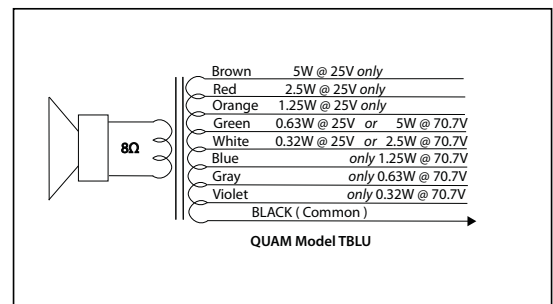 Brown 5W @ 25V only
Red 2.5W @ 25V only
Orange 1.25W @ 25V only
Green 0.63W @ 25V or 5W @ 70.7V
8Ω
White 0.32W @ 25V or 2.5W @ 70.7V
Blue only 1.25W @ 70.7V
Gray only 0.63W @ 70.7V
Violet only 0.32W @ 70.7V
BLACK ( Common )
QUAM Model TBLU